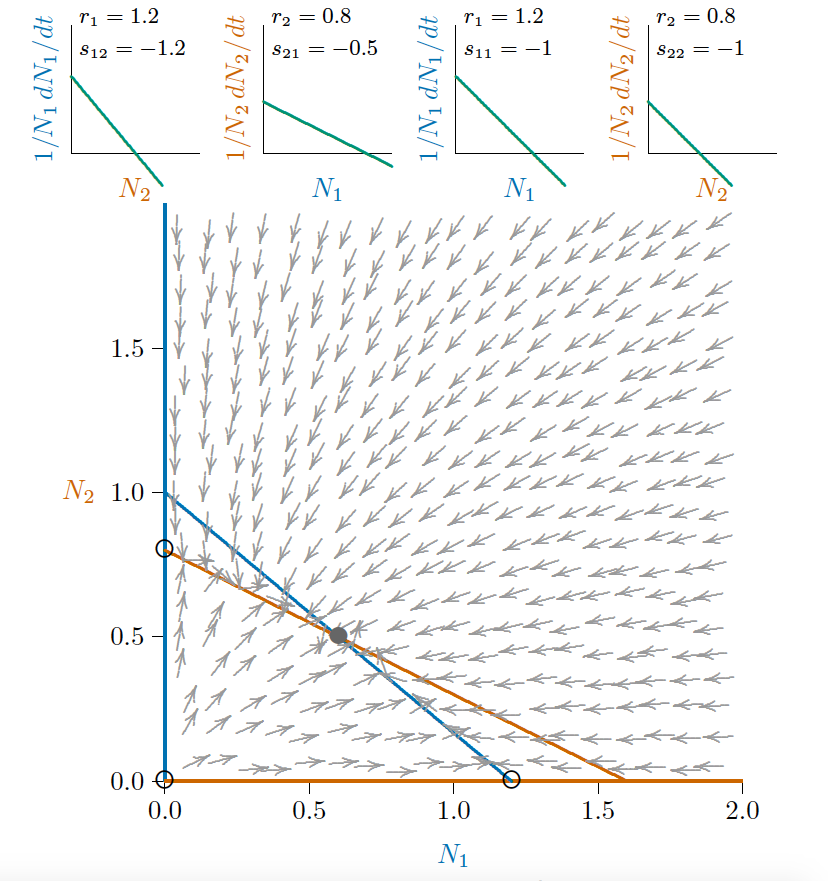 1/N₁ dN₁/dt
r₁ = 1.2
s₁₂ = −1.2
N₂
1/N₂ dN₂/dt
r₂ = 0.8
s₂₁ = −0.5
N₁
1/N₁ dN₁/dt
r₁ = 1.2
s₁₁ = −1
N₁
1/N₂ dN₂/dt
r₂ = 0.8
s₂₂ = −1
N₂
1.5
N₂
1.0
0.5
0.0
0.0 0.5 1.0 1.5 2.0
N₁